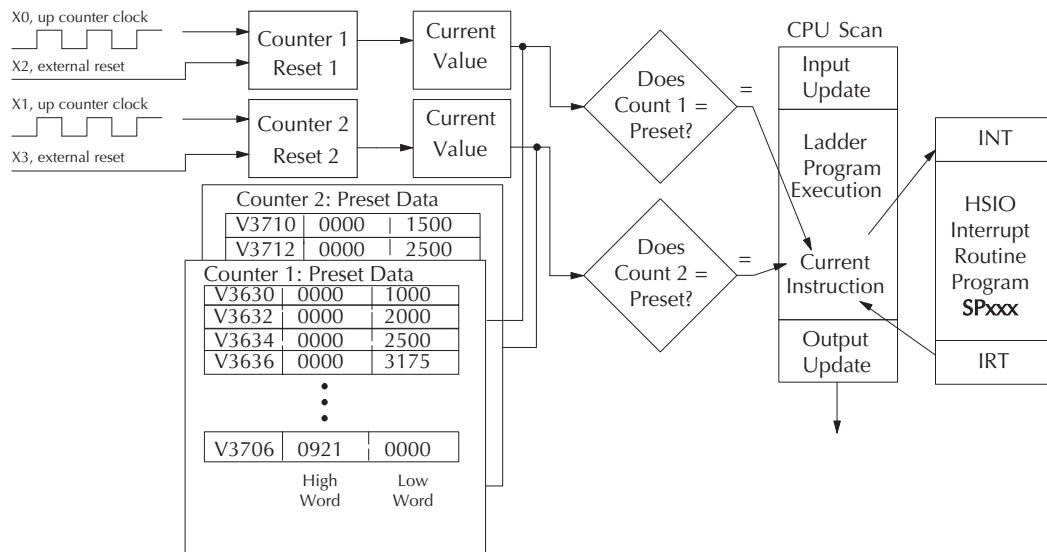 X0, up counter clock
X2, external reset
Counter 1
Reset 1
Current
Value
X1, up counter clock
X3, external reset
Counter 2
Reset 2
Current
Value
Counter 2: Preset Data
V3710 0000 1500
V3712 0000 2500
Counter 1: Preset Data
V3630 0000 1000
V3632 0000 2000
V3634 0000 2500
V3636 0000 3175
V3706 0921 0000
High
Word
Low
Word
Does
Count 1 =
Preset?
=
Does
Count 2 =
Preset?
=
CPU Scan
Input
Update
Ladder
Program
Execution
Current
Instruction
Output
Update
INT
HSIO
Interrupt
Routine
Program
SPxxx
IRT